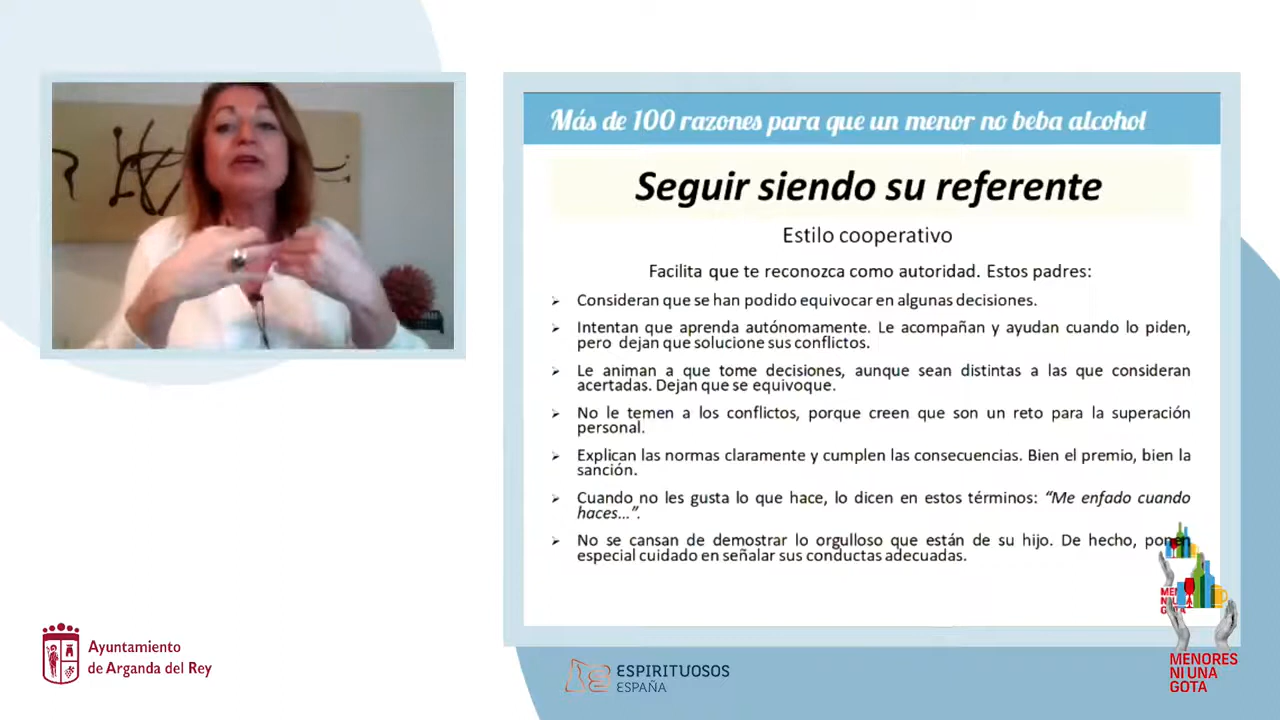 Más de 100 razones para que un menor no beba alcohol
Seguir siendo su referente
Estilo cooperativo
Facilita que te reconozca como autoridad. Estos padres:
➢ Consideran que se han podido equivocar en algunas decisiones.
➢ Intentan que aprenda autónomamente. Le acompañan y ayudan cuando lo piden,
pero dejan que solucione sus conflictos.
➢ Le animan a que tome decisiones, aunque sean distintas a las que consideran
acertadas. Dejan que se equivoque.
➢ No le temen a los conflictos, porque creen que son un reto para la superación
personal.
➢ Explican las normas claramente y cumplen las consecuencias. Bien el premio, bien la
sanción.
➢ Cuando no les gusta lo que hace, lo dicen en estos términos: “Me enfado cuando
haces...”.
➢ No se cansan de demostrar lo orgulloso que están de su hijo. De hecho, ponen
especial cuidado en señalar sus conductas adecuadas.
Ayuntamiento
de Arganda del Rey
ESPIRITUOSOS
ESPAÑA
MENORES
NI UNA
GOTA